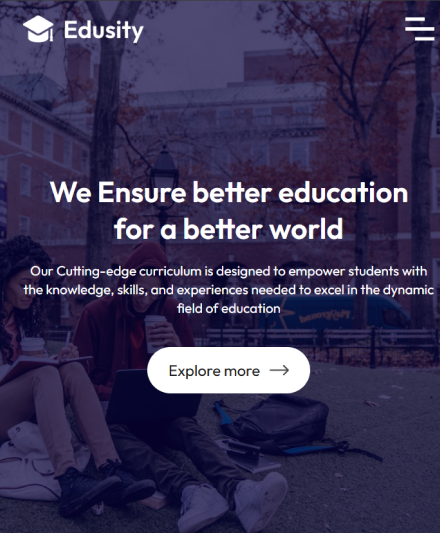 Edusity
We Ensure better education
for a better world
Our Cutting-edge curriculum is designed to empower students with
the knowledge, skills, and experiences needed to excel in the dynamic
field of education
Explore more